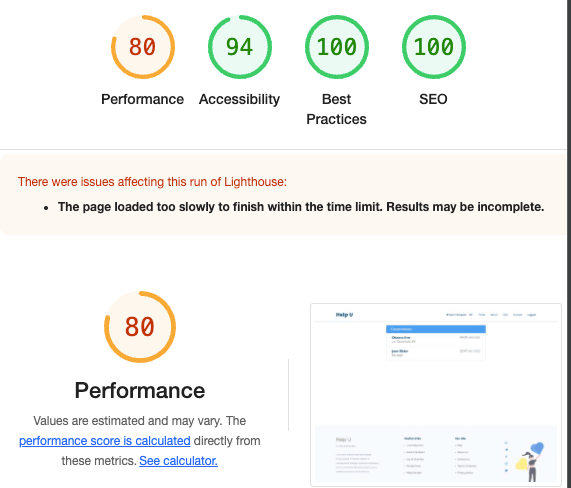 80
94
100
100
Performance
Accessibility
Best
Practices
SEO
There were issues affecting this run of Lighthouse:
The page loaded too slowly to finish within the time limit. Results may be incomplete.
80
Performance
Values are estimated and may vary. The
performance score is calculated directly from
these metrics. See calculator.
Help U
Help U